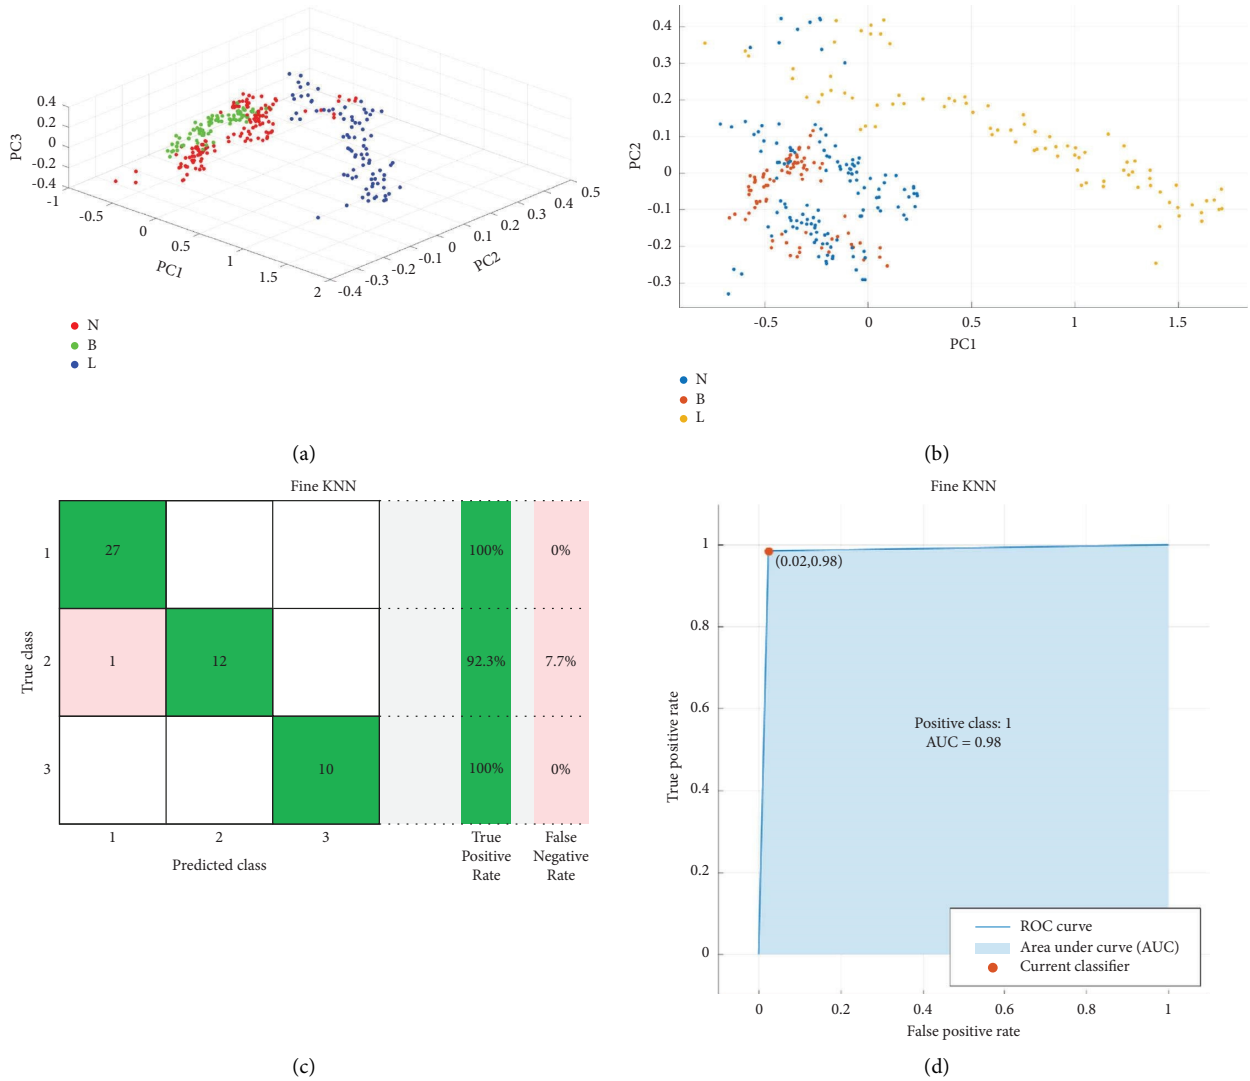 0.4
0.2
0
-0.2
-0.4
PC3
-1
-0.5
0
0.5
1
1.5
2
PC1
-0.4
-0.3
-0.2
-0.1
0
0.1
0.2
0.3
0.4
0.5
PC2
N
B
L
(a)
0.4
0.3
0.2
0.1
0
-0.1
-0.2
-0.3
PC2
-0.5
0
0.5
1
1.5
PC1
N
B
L
(b)
Fine KNN
True class
1
27
100%
0%
2
1
12
92.3%
7.7%
3
10
100%
0%
1
2
3
Predicted class
True
Positive
Rate
False
Negative
Rate
(c)
Fine KNN
1
0.8
0.6
0.4
0.2
0
True positive rate
(0.02,0.98)
Positive class: 1
AUC = 0.98
ROC curve
Area under curve (AUC)
Current classifier
0
0.2
0.4
0.6
0.8
1
False positive rate
(d)